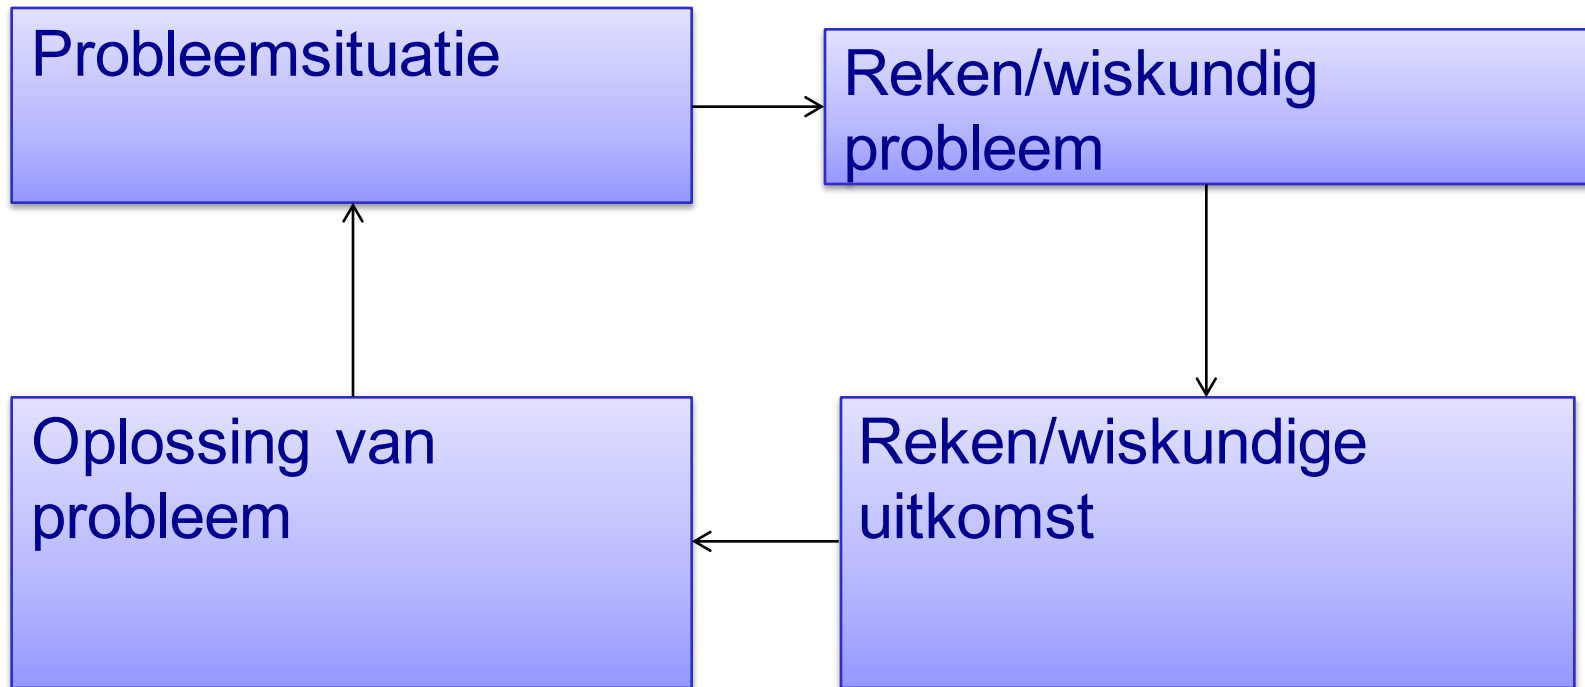 Probleemsituatie
Reken/wiskundig
probleem
Oplossing van
probleem
Reken/wiskundige
uitkomst